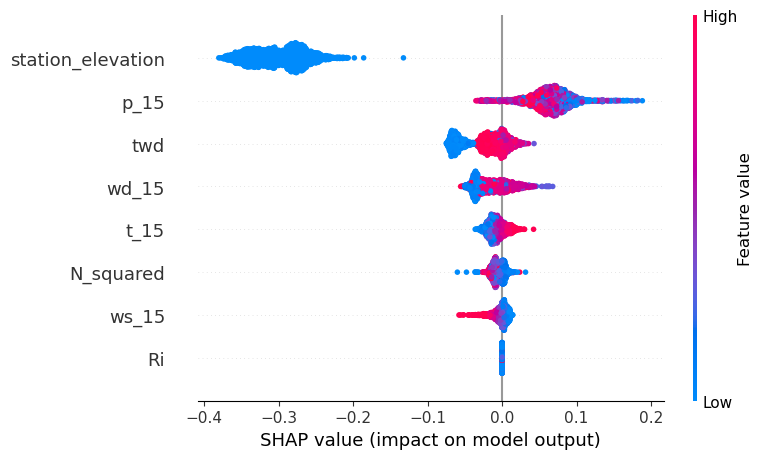 High
station_elevation
p_15
twd
wd_15
t_15
N_squared
ws_15
Ri
Feature value
Low
−0.4 −0.3 −0.2 −0.1 0.0 0.1 0.2
SHAP value (impact on model output)